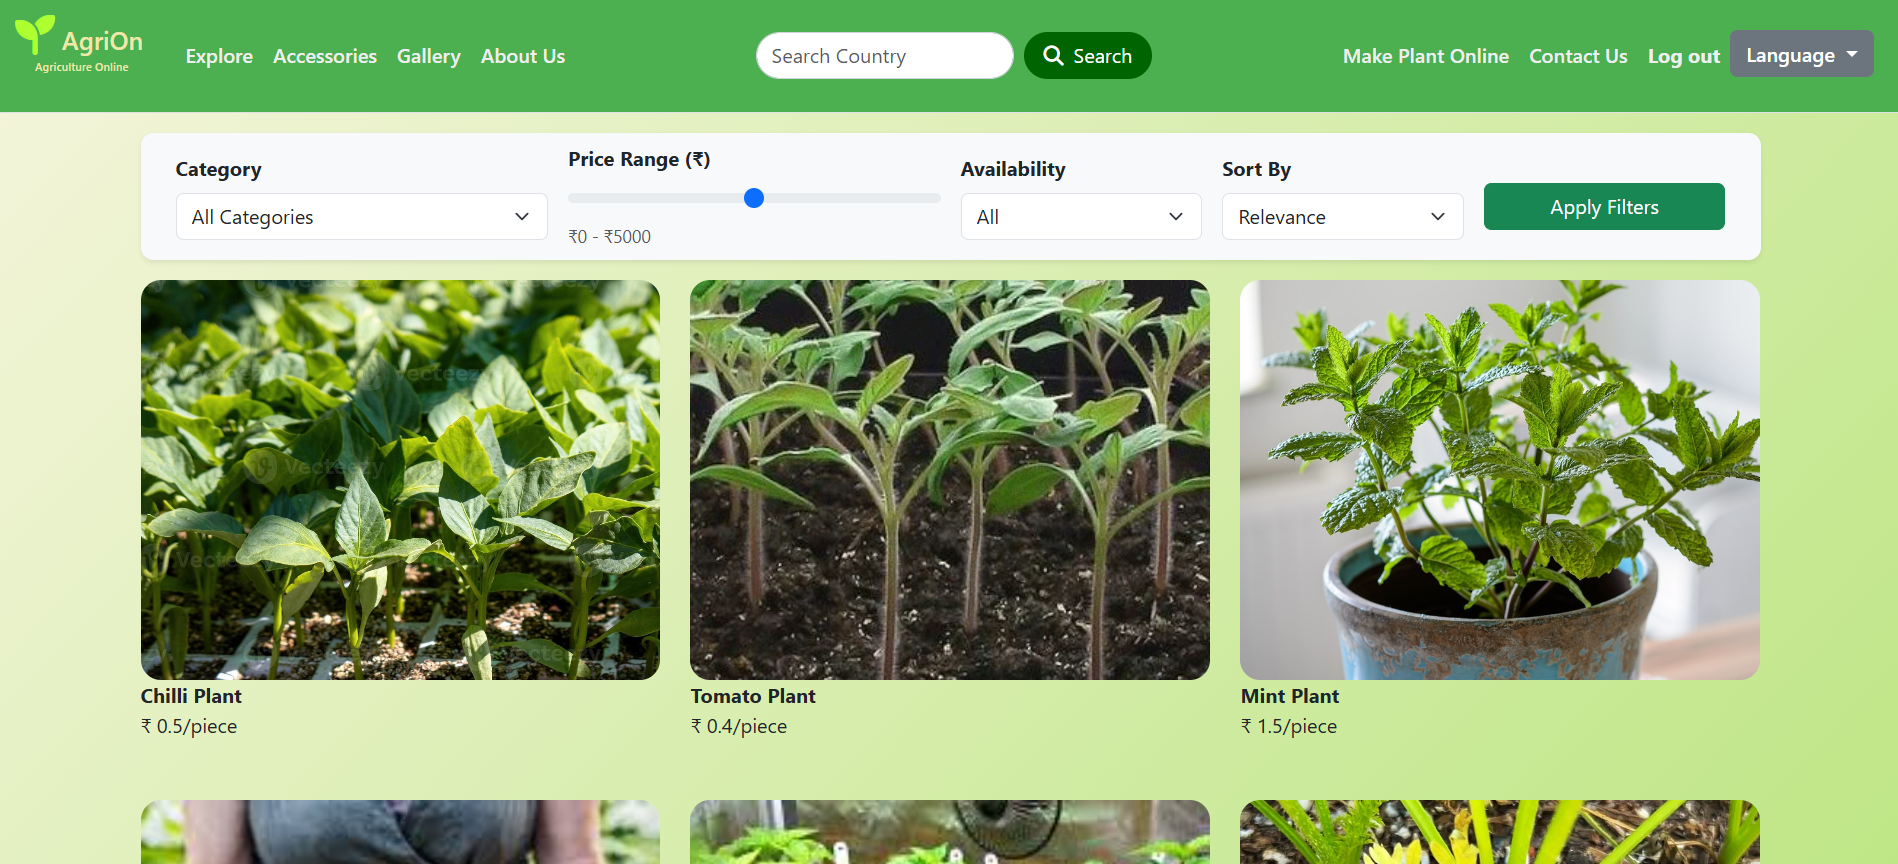 AgriOn
Agriculture Online
Explore Accessories Gallery About Us
Search Country
Search
Make Plant Online Contact Us Log out Language
Category
All Categories
Price Range (₹)
₹0 - ₹5000
Availability
All
Sort By
Relevance
Apply Filters
Vecteezy
Chilli Plant
₹ 0.5/piece
Tomato Plant
₹ 0.4/piece
Mint Plant
₹ 1.5/piece